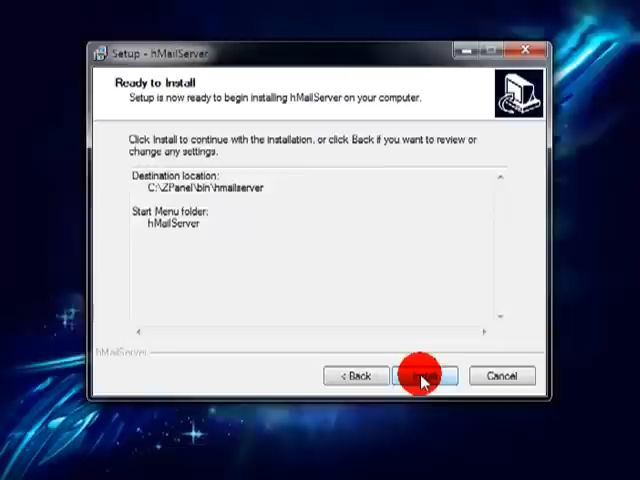 Setup - hMailServer
Ready to Install
Setup is now ready to begin installing hMailServer on your computer.
Click Install to continue with the installation, or click Back if you want to review or
change any settings.
Destination location:
C:\ZPanel\bin\hmailserver
Start Menu folder:
hMailServer
hMailServer
< Back
Install
Cancel